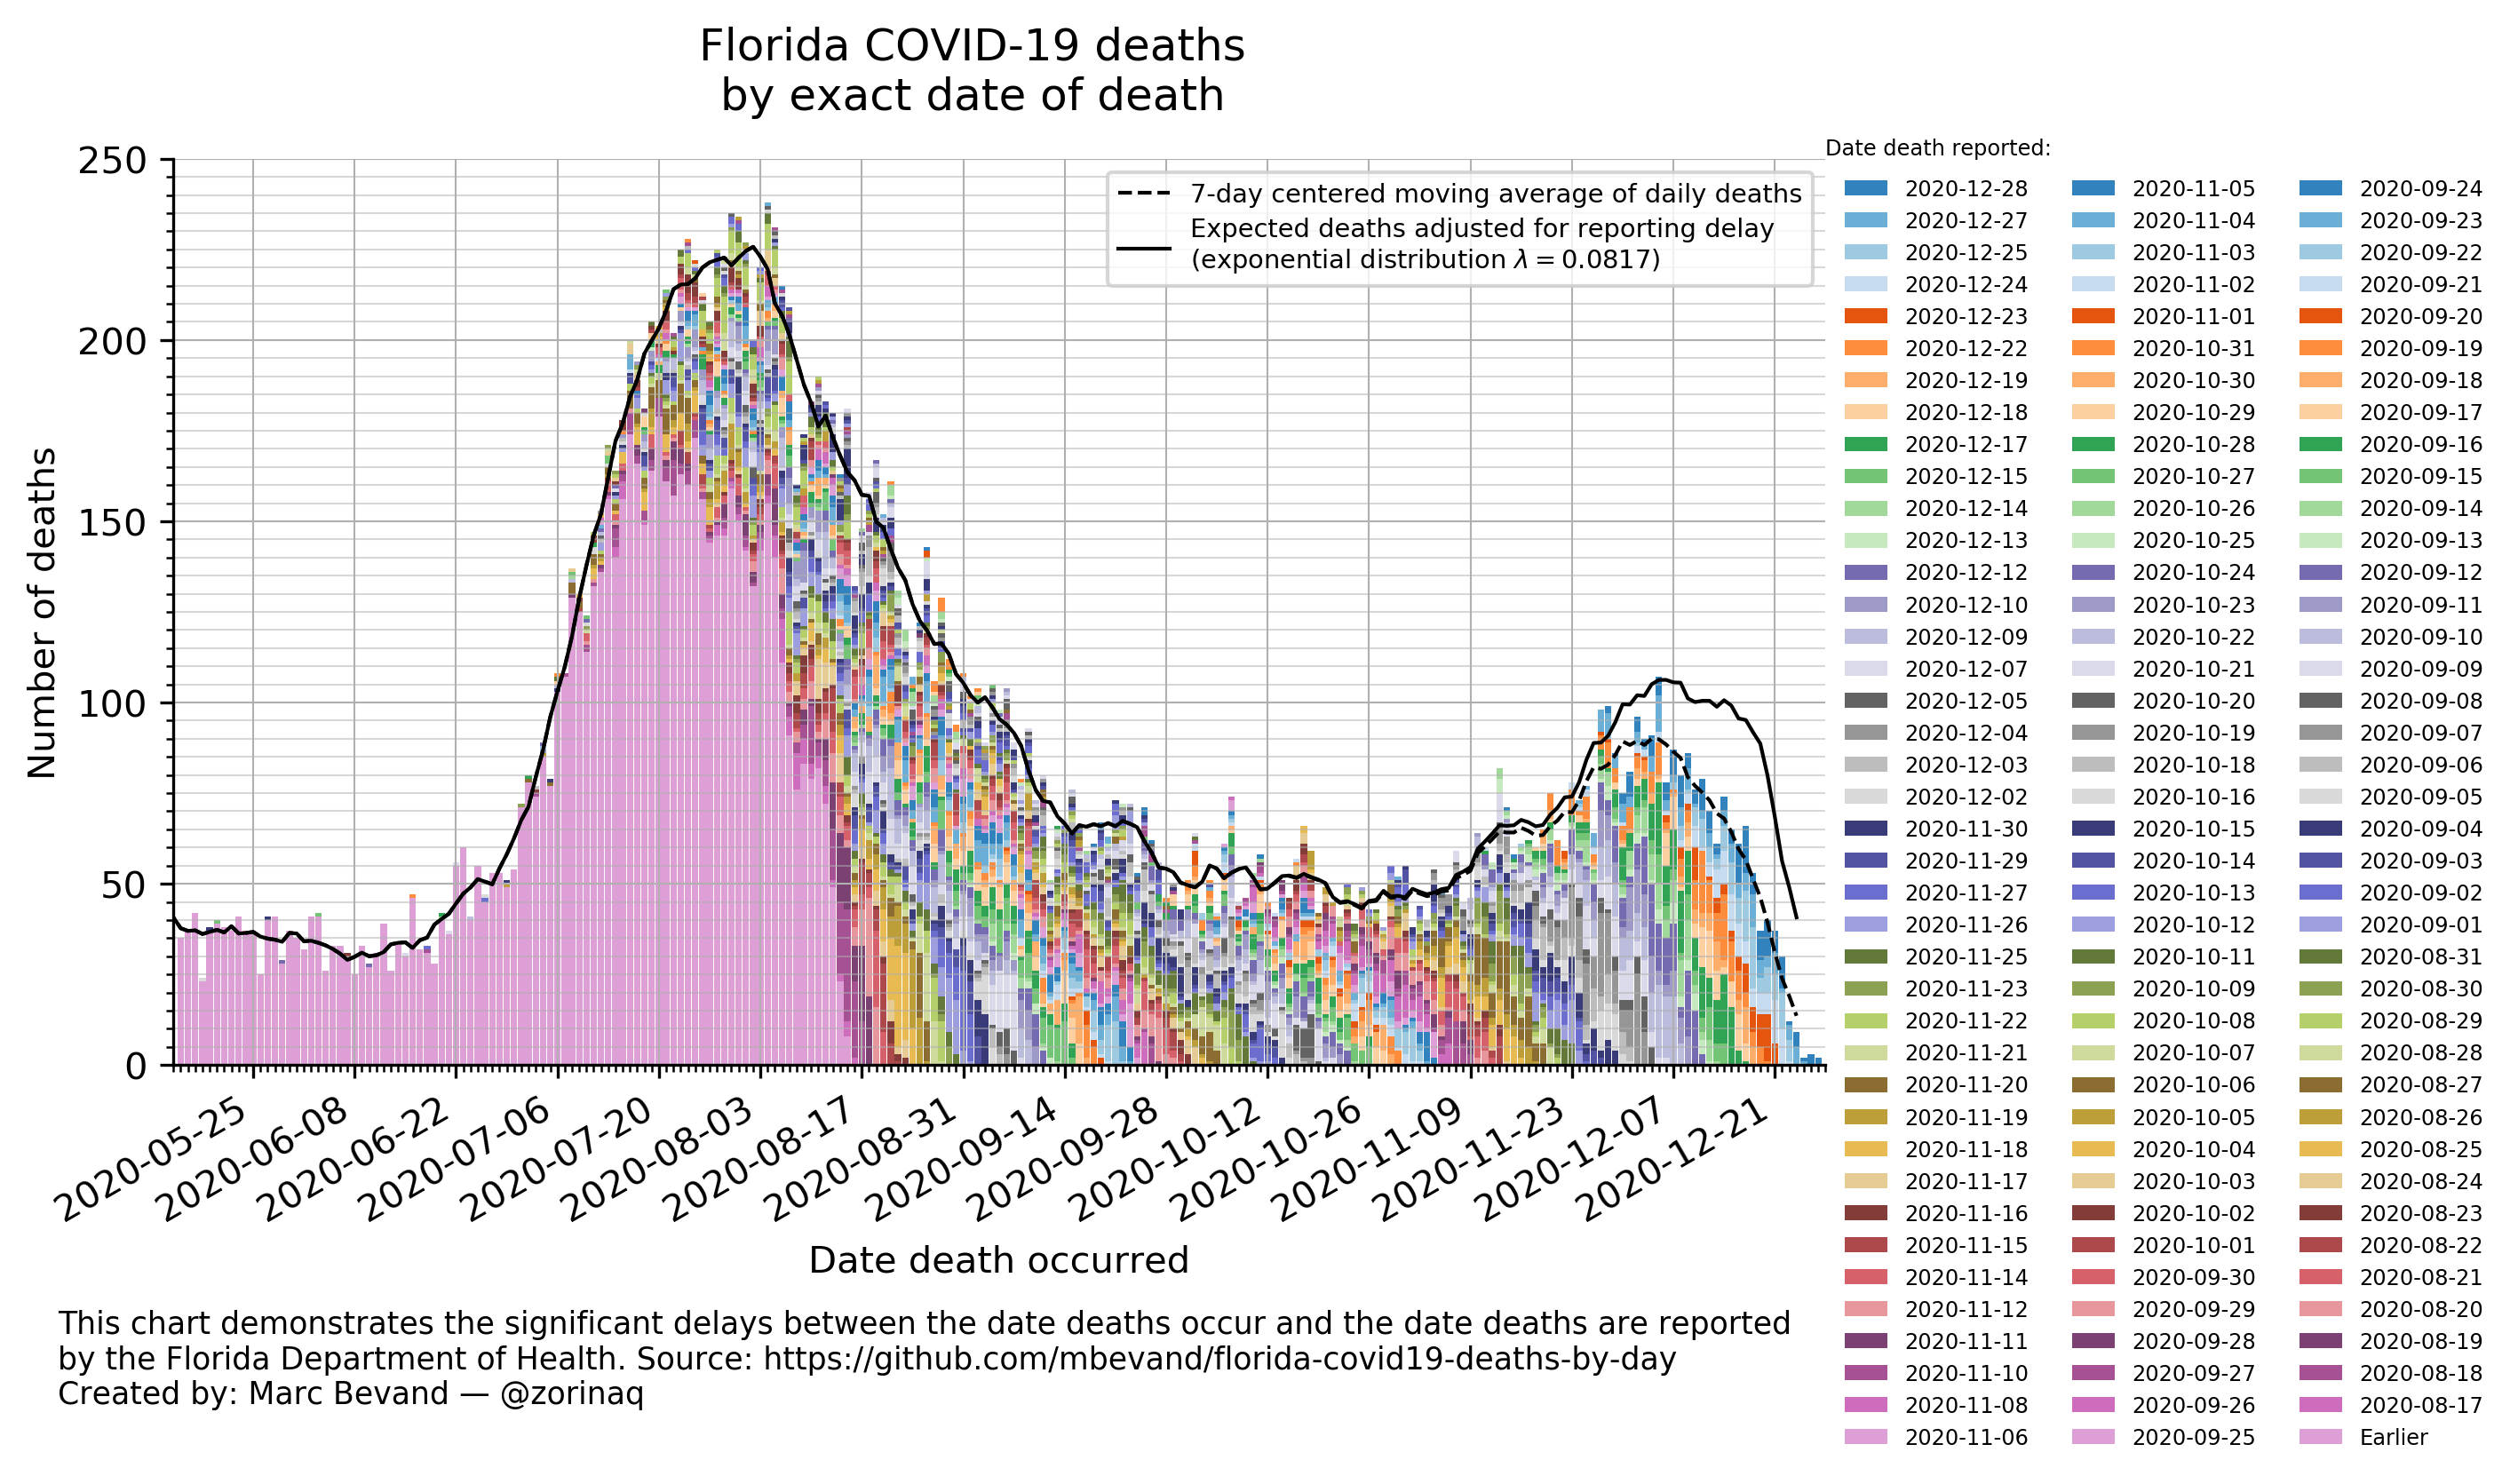 Florida COVID-19 deaths
by exact date of death
Date death reported:
250
200
150
100
50
0
Number of deaths
7-day centered moving average of daily deaths
Expected deaths adjusted for reporting delay
(exponential distribution λ = 0.0817)
2020-12-28 2020-11-05 2020-09-24
2020-12-27 2020-11-04 2020-09-23
2020-12-25 2020-11-03 2020-09-22
2020-12-24 2020-11-02 2020-09-21
2020-12-23 2020-11-01 2020-09-20
2020-12-22 2020-10-31 2020-09-19
2020-12-19 2020-10-30 2020-09-18
2020-12-18 2020-10-29 2020-09-17
2020-12-17 2020-10-28 2020-09-16
2020-12-15 2020-10-27 2020-09-15
2020-12-14 2020-10-26 2020-09-14
2020-12-13 2020-10-25 2020-09-13
2020-12-12 2020-10-24 2020-09-12
2020-12-10 2020-10-23 2020-09-11
2020-12-09 2020-10-22 2020-09-10
2020-12-07 2020-10-21 2020-09-09
2020-12-05 2020-10-20 2020-09-08
2020-12-04 2020-10-19 2020-09-07
2020-12-03 2020-10-18 2020-09-06
2020-12-02 2020-10-16 2020-09-05
2020-11-30 2020-10-15 2020-09-04
2020-11-29 2020-10-14 2020-09-03
2020-11-27 2020-10-13 2020-09-02
2020-11-26 2020-10-12 2020-09-01
2020-11-25 2020-10-11 2020-08-31
2020-11-23 2020-10-09 2020-08-30
2020-11-22 2020-10-08 2020-08-29
2020-11-21 2020-10-07 2020-08-28
2020-11-20 2020-10-06 2020-08-27
2020-11-19 2020-10-05 2020-08-26
2020-11-18 2020-10-04 2020-08-25
2020-11-17 2020-10-03 2020-08-24
2020-11-16 2020-10-02 2020-08-23
2020-11-15 2020-10-01 2020-08-22
2020-11-14 2020-09-30 2020-08-21
2020-11-12 2020-09-29 2020-08-20
2020-11-11 2020-09-28 2020-08-19
2020-11-10 2020-09-27 2020-08-18
2020-11-08 2020-09-26 2020-08-17
2020-11-06 2020-09-25 Earlier
2020-05-25
2020-06-08
2020-06-22
2020-07-06
2020-07-20
2020-08-03
2020-08-17
2020-08-31
2020-09-14
2020-09-28
2020-10-12
2020-10-26
2020-11-09
2020-11-23
2020-12-07
2020-12-21
Date death occurred
This chart demonstrates the significant delays between the date deaths occur and the date deaths are reported
by the Florida Department of Health. Source: https://github.com/mbevand/florida-covid19-deaths-by-day
Created by: Marc Bevand — @zorinaq